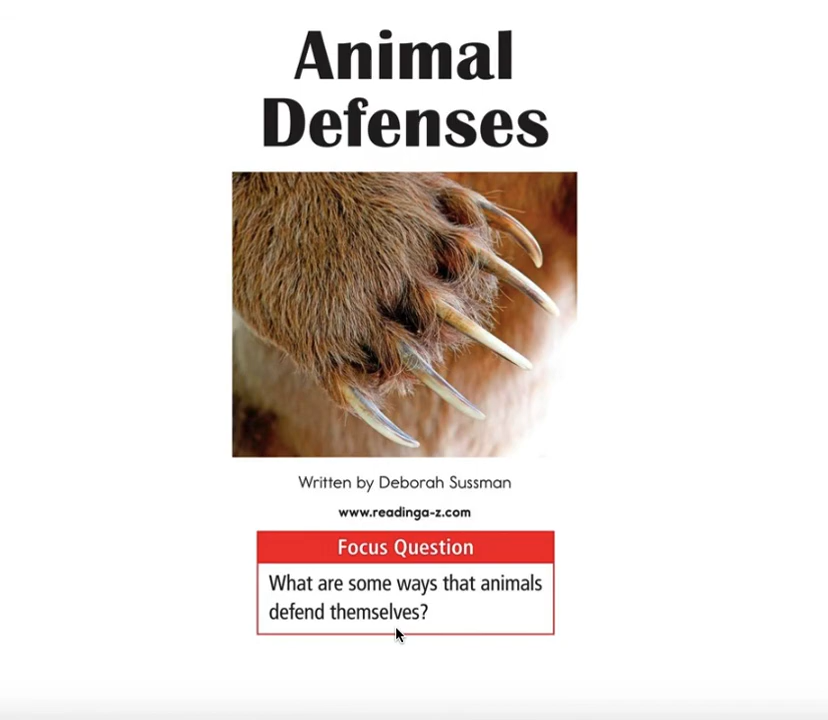 Animal
Defenses
Written by Deborah Sussman
www.readinga-z.com
Focus Question
What are some ways that animals
defend themselves?